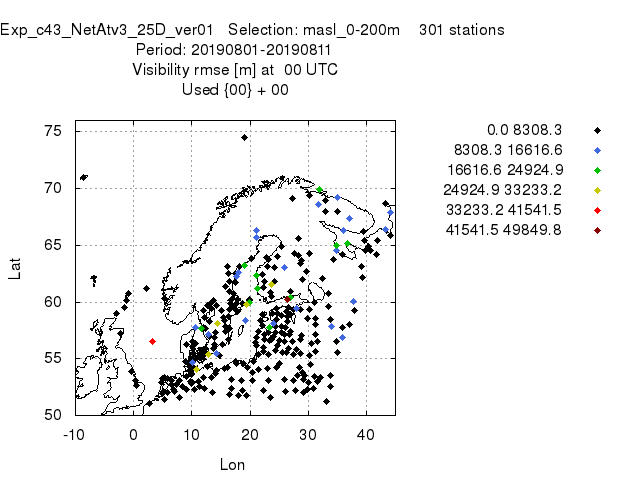 Exp_c43_NetAtv3_25D_ver01 Selection: masl_0-200m 301 stations
Period: 20190801-20190811
Visibility rmse [m] at 00 UTC
Used {00} + 00
0.0 8308.3
8308.3 16616.6
16616.6 24924.9
24924.9 33233.2
33233.2 41541.5
41541.5 49849.8
75
70
65
60
55
50
Lat
-10 0 10 20 30 40
Lon